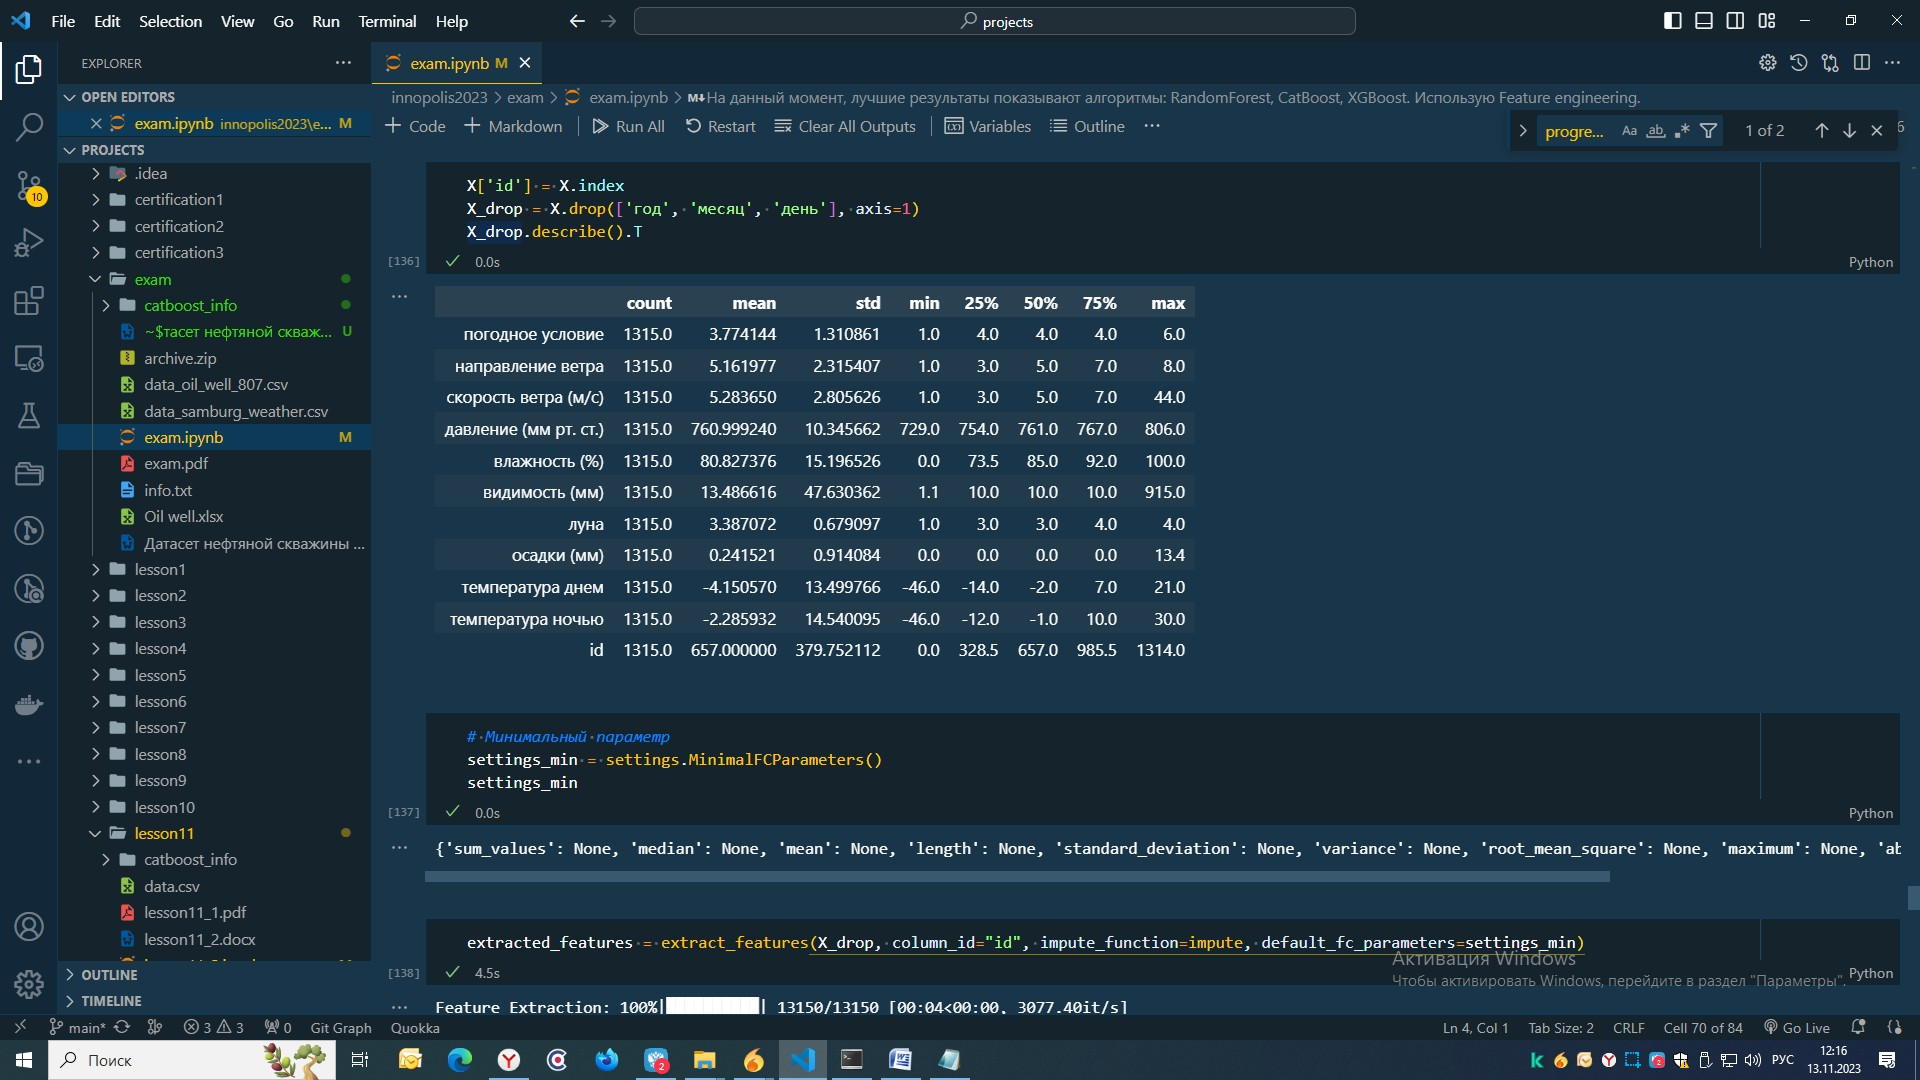 File Edit Selection View Go Run Terminal Help
projects
EXPLORER
exam.ipynb M
OPEN EDITORS
innopolis2023 > exam > exam.ipynb > M↓На данный момент, лучшие результаты показывают алгоритмы: RandomForest, CatBoost, XGBoost. Использую Feature engineering.
exam.ipynb innopolis2023\e... M
+ Code + Markdown Run All Restart Clear All Outputs Variables Outline ...
progre... Aa ab 1 of 2
PROJECTS
.idea
certification1
certification2
certification3
exam
catboost_info
~$тасет нефтяной скваж... U
archive.zip
data_oil_well_807.csv
data_samburg_weather.csv
exam.ipynb M
exam.pdf
info.txt
Oil well.xlsx
Датасет нефтяной скважины ...
lesson1
lesson2
lesson3
lesson4
lesson5
lesson6
lesson7
lesson8
lesson9
lesson10
lesson11
catboost_info
data.csv
lesson11_1.pdf
lesson11_2.docx
OUTLINE
TIMELINE
10
X['id'] = X.index
X_drop = X.drop(['год', 'месяц', 'день'], axis=1)
X_drop.describe().T
[136] 0.0s Python
count mean std min 25% 50% 75% max
погодное условие 1315.0 3.774144 1.310861 1.0 4.0 4.0 4.0 6.0
направление ветра 1315.0 5.161977 2.315407 1.0 3.0 5.0 7.0 8.0
скорость ветра (м/с) 1315.0 5.283650 2.805626 1.0 3.0 5.0 7.0 44.0
давление (мм рт. ст.) 1315.0 760.999240 10.345662 729.0 754.0 761.0 767.0 806.0
влажность (%) 1315.0 80.827376 15.196526 0.0 73.5 85.0 92.0 100.0
видимость (мм) 1315.0 13.486616 47.630362 1.1 10.0 10.0 10.0 915.0
луна 1315.0 3.387072 0.679097 1.0 3.0 3.0 4.0 4.0
осадки (мм) 1315.0 0.241521 0.914084 0.0 0.0 0.0 0.0 13.4
температура днем 1315.0 -4.150570 13.499766 -46.0 -14.0 -2.0 7.0 21.0
температура ночью 1315.0 -2.285932 14.540095 -46.0 -12.0 -1.0 10.0 30.0
id 1315.0 657.000000 379.752112 0.0 328.5 657.0 985.5 1314.0
# Минимальный параметр
settings_min = settings.MinimalFCParameters()
settings_min
[137] 0.0s Python
{'sum_values': None, 'median': None, 'mean': None, 'length': None, 'standard_deviation': None, 'variance': None, 'root_mean_square': None, 'maximum': None, 'ab
extracted_features = extract_features(X_drop, column_id="id", impute_function=impute, default_fc_parameters=settings_min)
[138] 4.5s Python
Активация Windows
Чтобы активировать Windows, перейдите в раздел "Параметры".
Feature Extraction: 100%|██████████| 13150/13150 [00:04<00:00, 3077.40it/s]
main* 3 3 0 Git Graph Quokka
Ln 4, Col 1 Tab Size: 2 CRLF Cell 70 of 84 Go Live
Поиск
РУС
12:16
13.11.2023